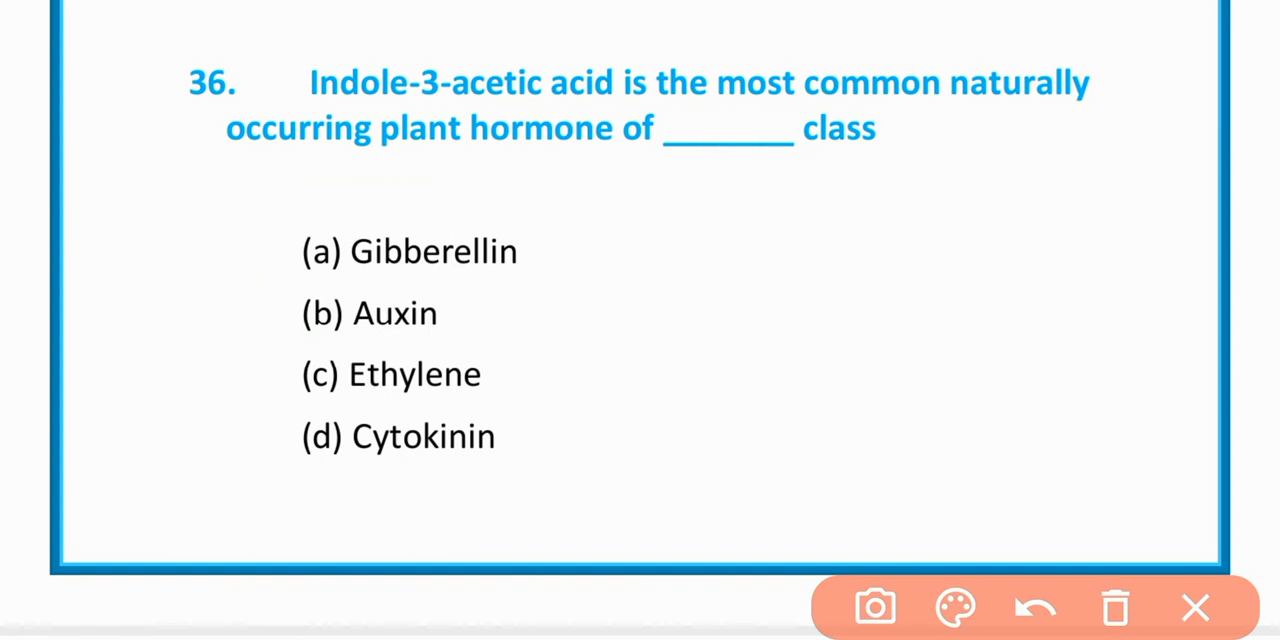 36. Indole-3-acetic acid is the most common naturally
occurring plant hormone of _______ class
(a) Gibberellin
(b) Auxin
(c) Ethylene
(d) Cytokinin